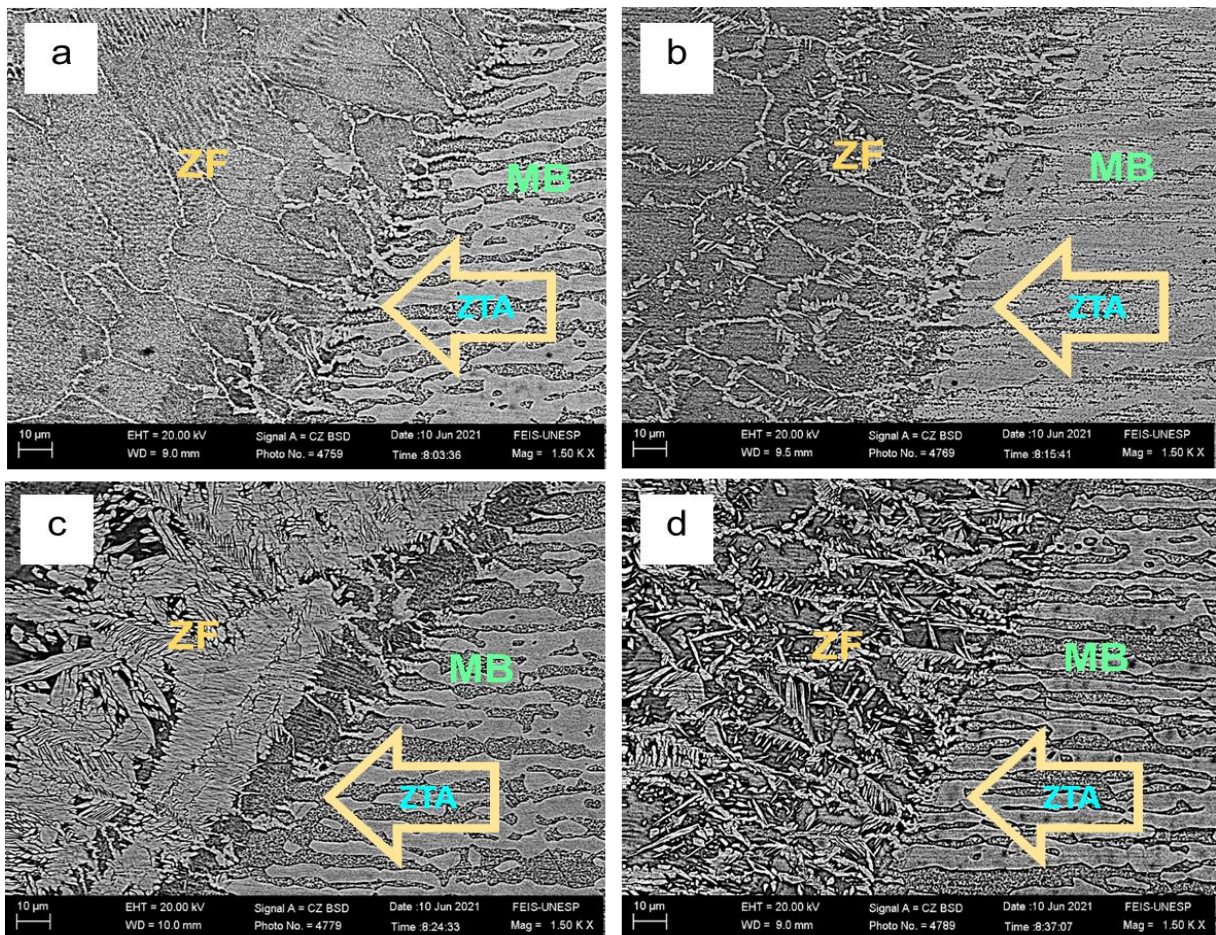 a
ZF
MB
ZTA
10 µm
EHT = 20.00 kV
Signal A = CZ BSD
Date :10 Jun 2021
FEIS-UNESP
WD = 9.0 mm
Photo No. = 4759
Time :8:03:36
Mag = 1.50 K X
b
ZF
MB
ZTA
10 µm
EHT = 20.00 kV
Signal A = CZ BSD
Date :10 Jun 2021
FEIS-UNESP
WD = 9.5 mm
Photo No. = 4769
Time :8:15:41
Mag = 1.50 K X
c
ZF
MB
ZTA
10 µm
EHT = 20.00 kV
Signal A = CZ BSD
Date :10 Jun 2021
FEIS-UNESP
WD = 10.0 mm
Photo No. = 4779
Time :8:24:33
Mag = 1.50 K X
d
ZF
MB
ZTA
10 µm
EHT = 20.00 kV
Signal A = CZ BSD
Date :10 Jun 2021
FEIS-UNESP
WD = 9.0 mm
Photo No. = 4789
Time :8:37:07
Mag = 1.50 K X